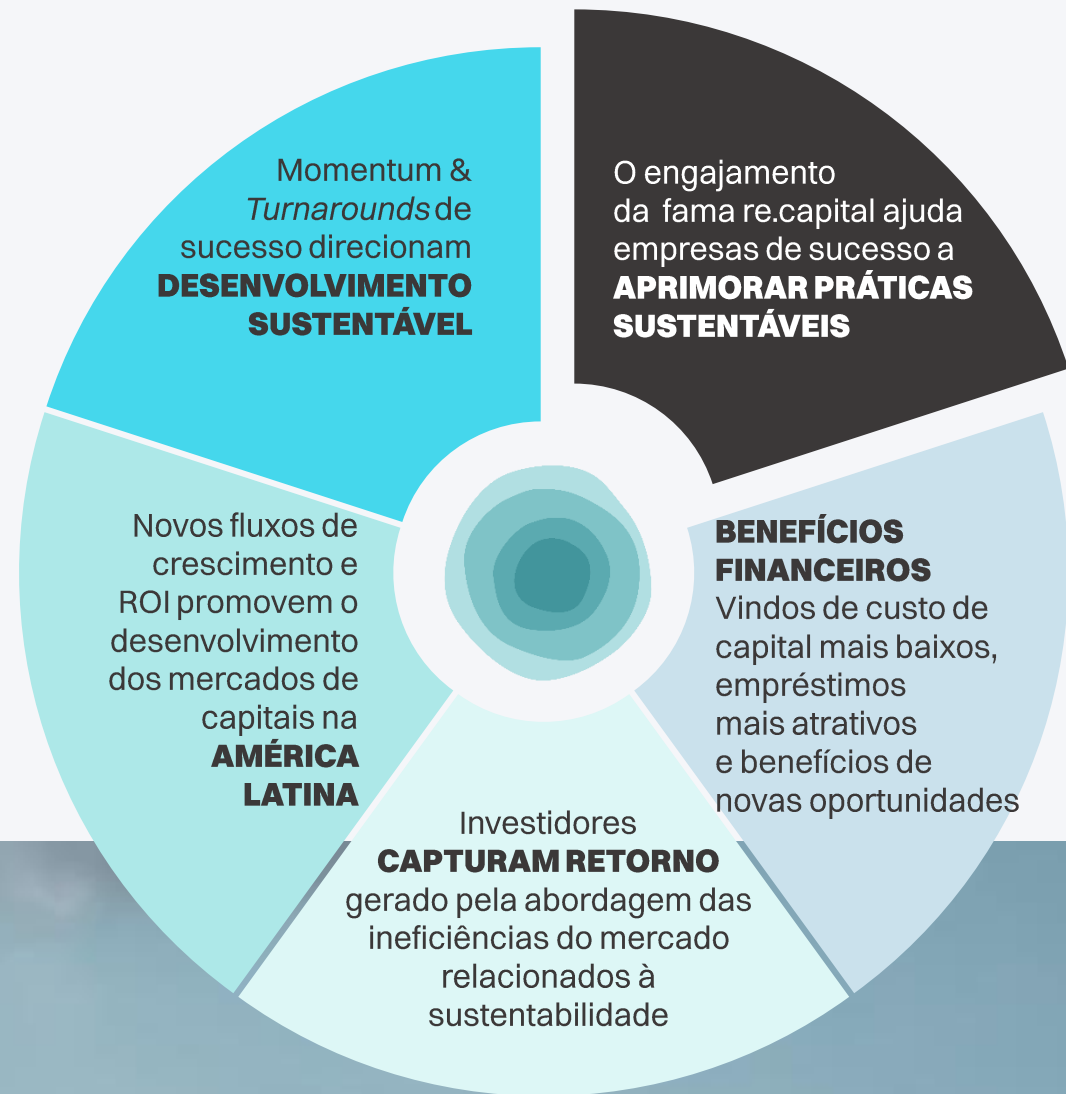 Momentum &
Turnarounds de
sucesso direcionam
DESENVOLVIMENTO
SUSTENTÁVEL
O engajamento
da fama re.capital ajuda
empresas de sucesso a
APRIMORAR PRÁTICAS
SUSTENTÁVEIS
BENEFÍCIOS
FINANCEIROS
Vindos de custo de
capital mais baixos,
empréstimos
mais atrativos
e benefícios de
novas oportunidades
Investidores
CAPTURAM RETORNO
gerado pela abordagem das
ineficiências do mercado
relacionados à
sustentabilidade
Novos fluxos de
crescimento e
ROI promovem o
desenvolvimento
dos mercados de
capitais na
AMÉRICA
LATINA